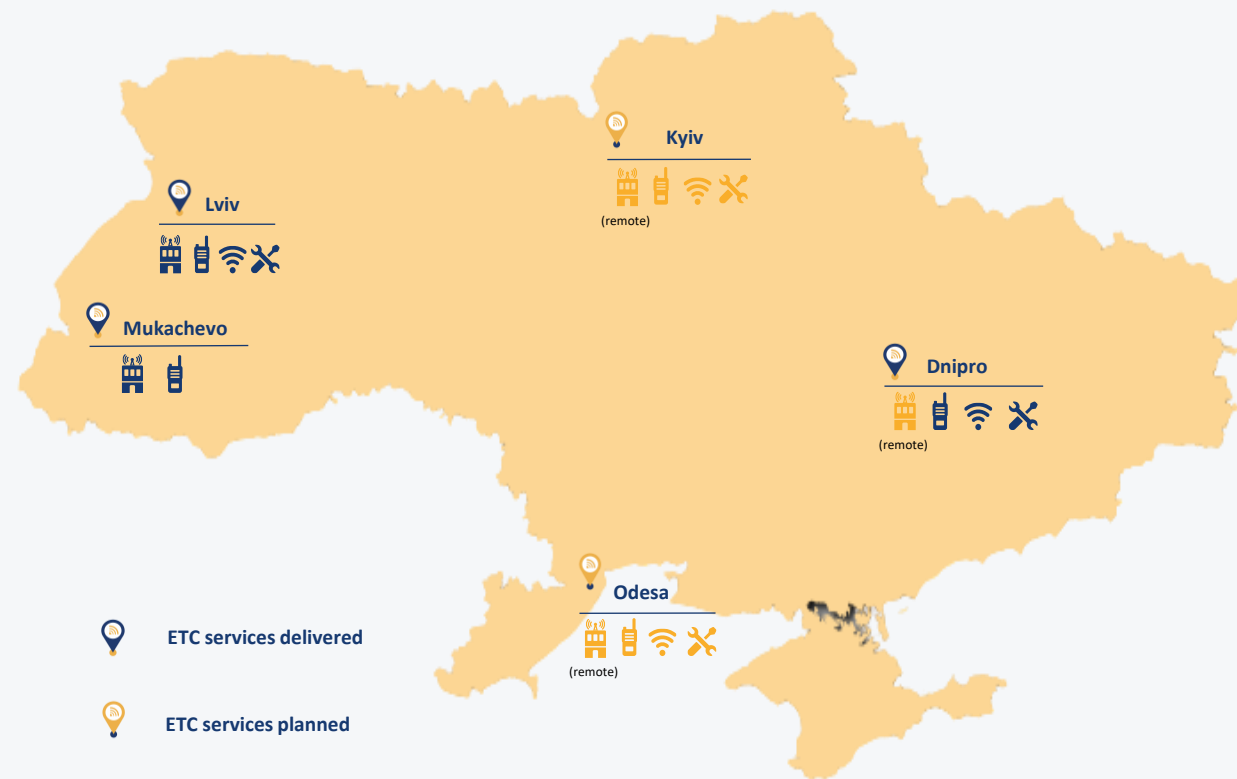 Kyiv
(remote)
Lviv
Mukachevo
Dnipro
(remote)
Odesa
(remote)
ETC services delivered
ETC services planned